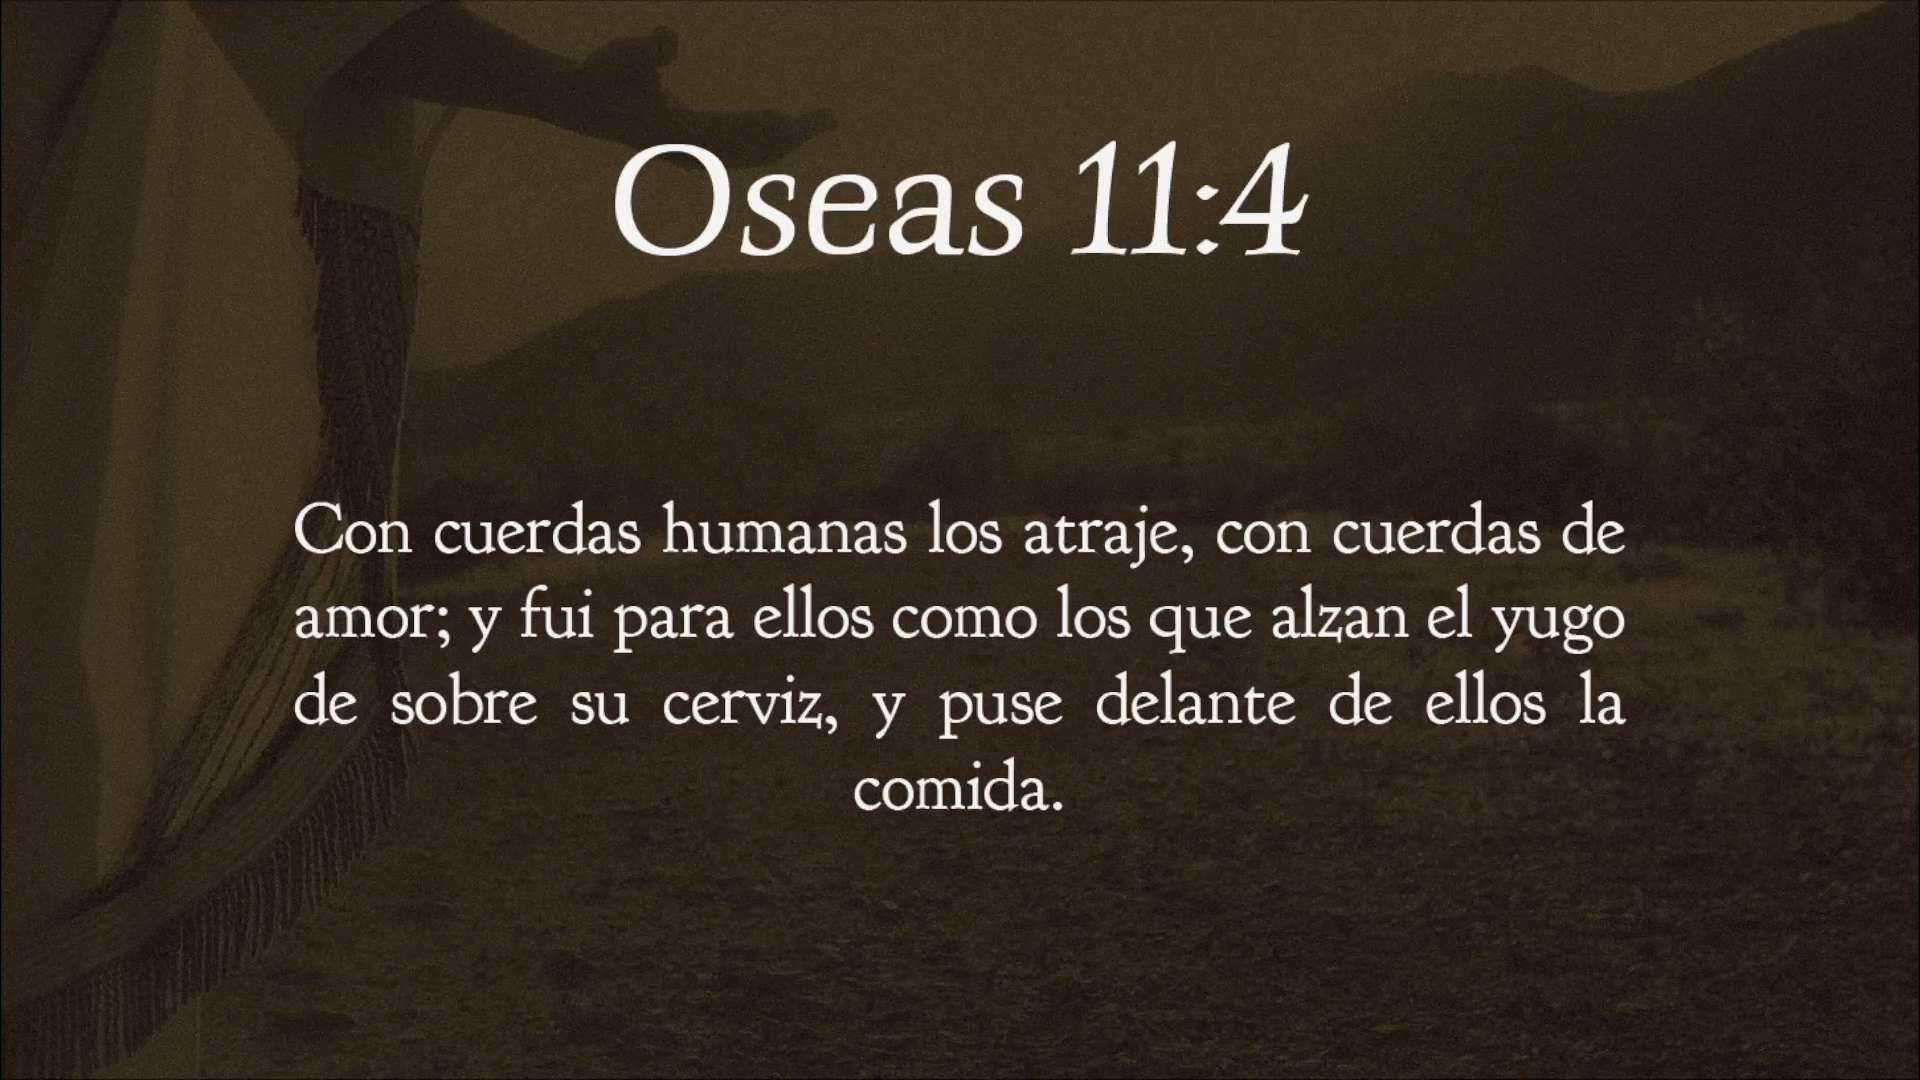 Oseas 11:4
Con cuerdas humanas los atraje, con cuerdas de
amor; y fui para ellos como los que alzan el yugo
de sobre su cerviz, y puse delante de ellos la
comida.